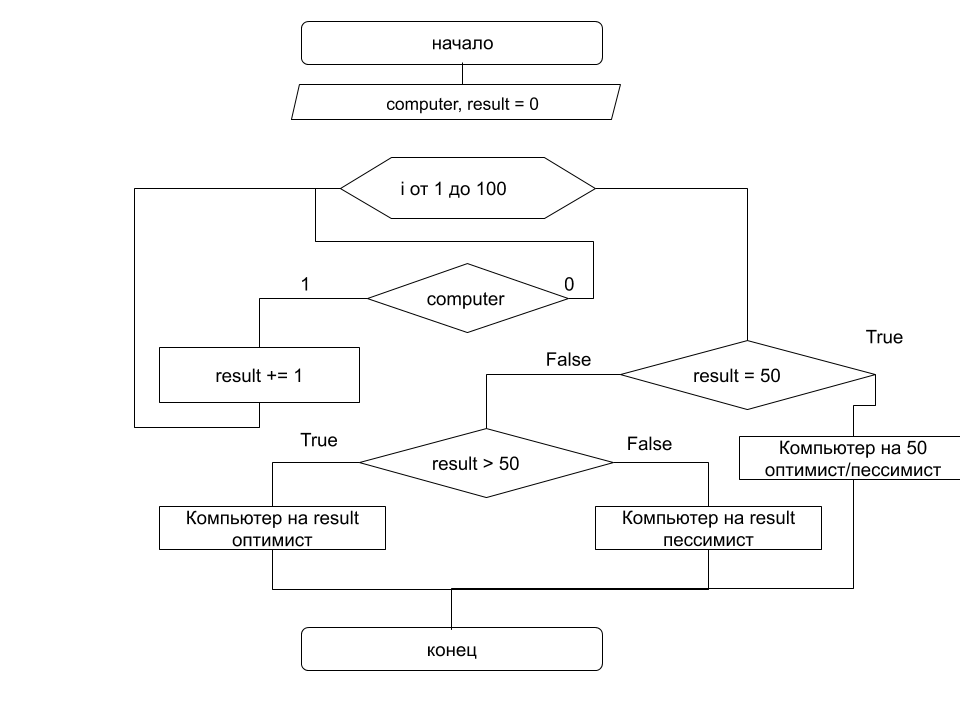 начало
computer, result = 0
i от 1 до 100
1
computer
0
result += 1
True
False
result = 50
True
result > 50
False
Компьютер на 50
оптимист/пессимист
Компьютер на result
оптимист
Компьютер на result
пессимист
конец